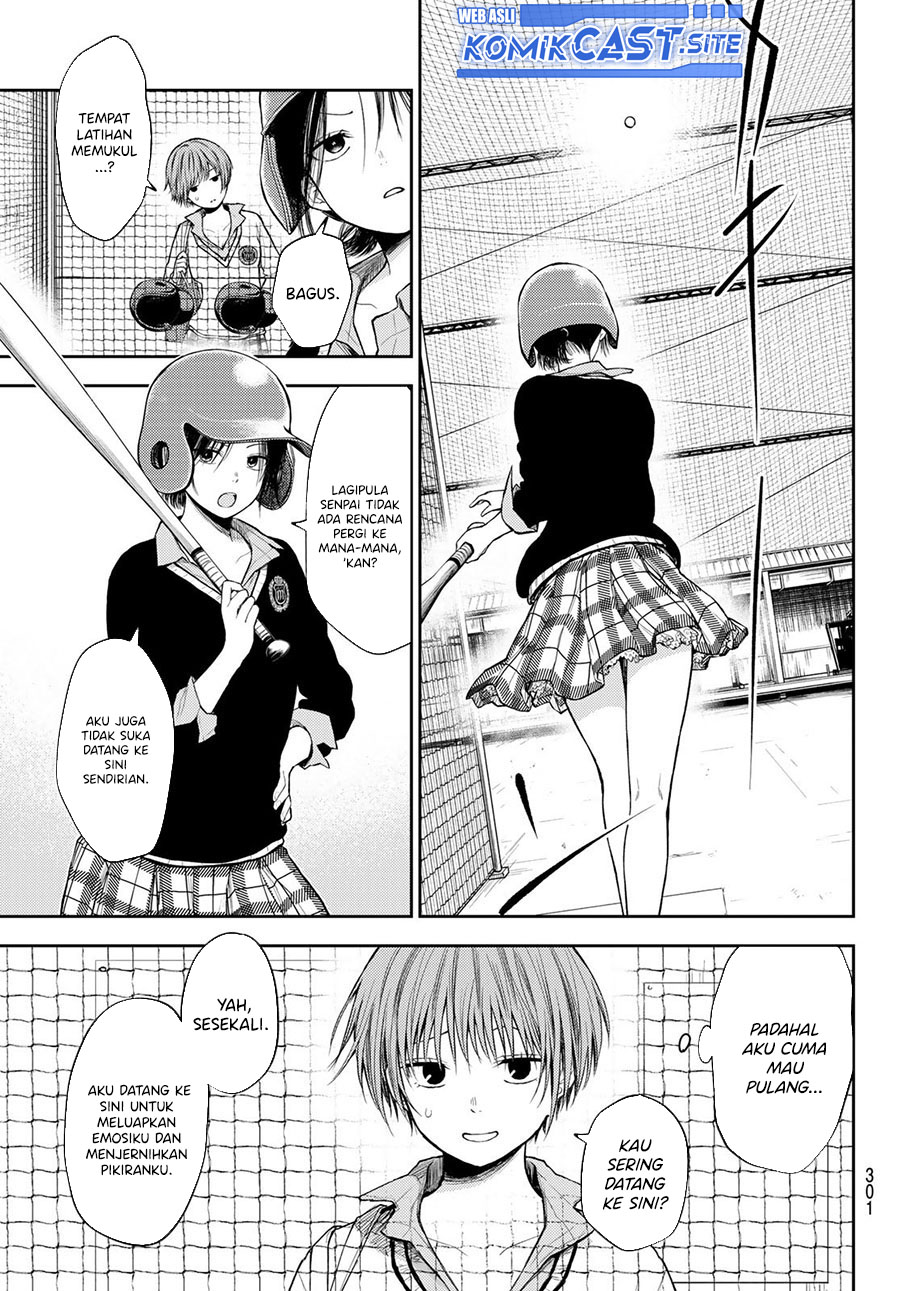 WEB ASLI
KOMIKCAST.SITE
TEMPAT
LATIHAN
MEMUKUL
...?
BAGUS.
LAGIPULA
SENPAI TIDAK
ADA RENCANA
PERGI KE
MANA-MANA,
'KAN?
AKU JUGA
TIDAK SUKA
DATANG KE
SINI
SENDIRIAN.
PADAHAL
AKU CUMA
MAU
PULANG...
KAU
SERING
DATANG
KE SINI?
YAH,
SESEKALI.
AKU DATANG KE
SINI UNTUK
MELUAPKAN
EMOSIKU DAN
MENJERNIHKAN
PIKIRANKU.
301